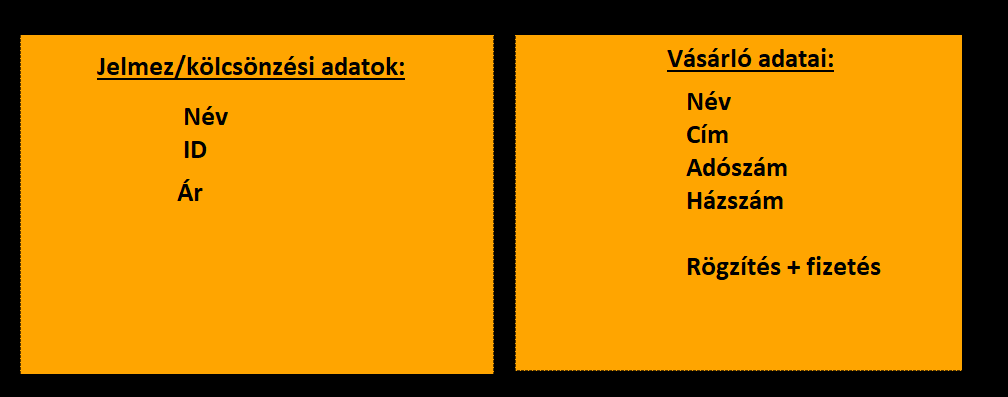 Jelmez/kölcsönzési adatok:
Név
ID
Ár
Vásárló adatai:
Név
Cím
Adószám
Házszám
Rögzítés + fizetés